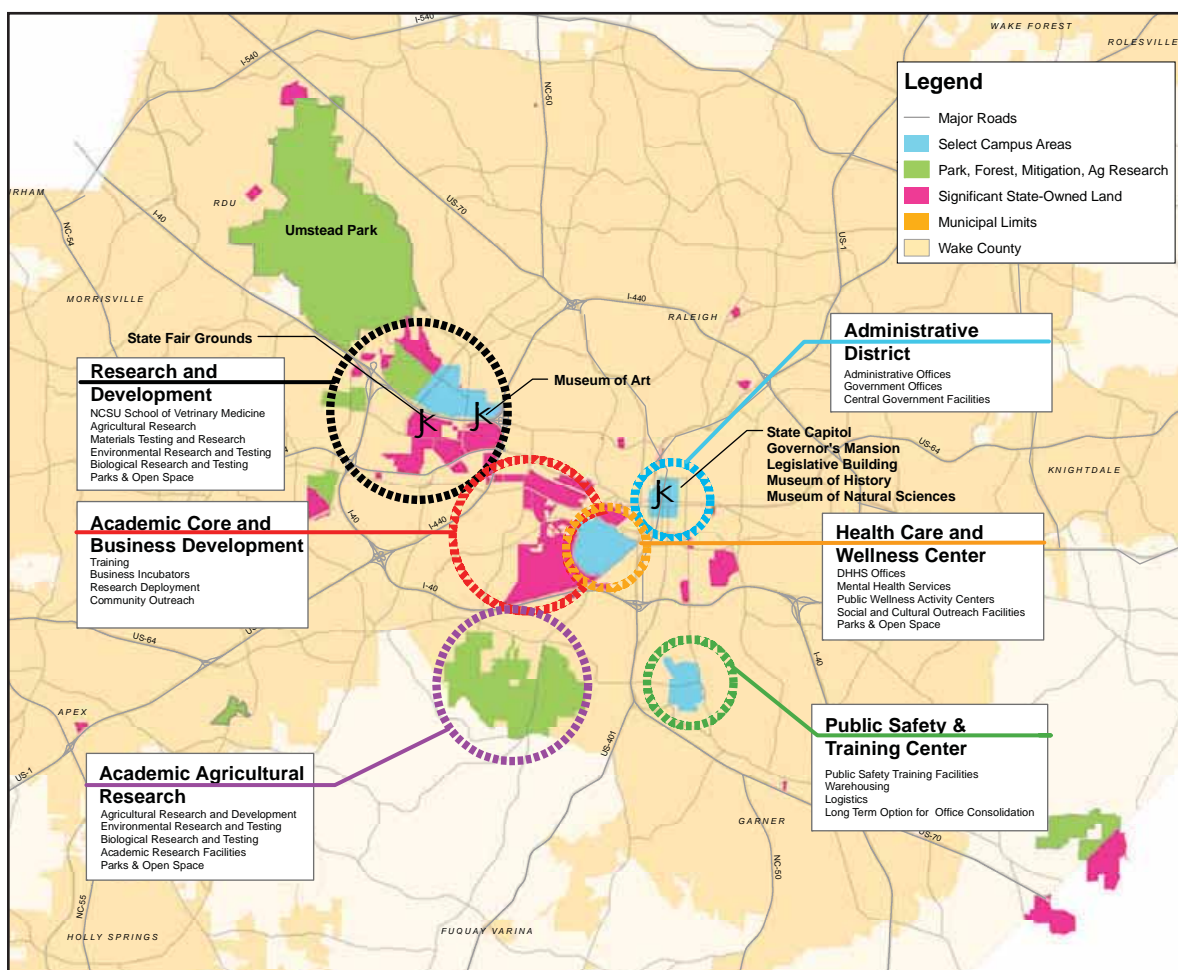 I-540
WAKE FOREST
ROLESVILLE
I-540
NC-50
Legend
Major Roads
Select Campus Areas
Park, Forest, Mitigation, Ag Research
Significant State-Owned Land
Municipal Limits
Wake County
IRHAM
RDU
I-40
US-70
NC-54
US-1
Umstead Park
MORRISVILLE
I-440
RALEIGH
State Fair Grounds
Administrative
District
Administrative Offices
Government Offices
Central Government Facilities
Research and
Development
NCSU School of Vetrinary Medicine
Agricultural Research
Materials Testing and Research
Environmental Research and Testing
Biological Research and Testing
Parks & Open Space
Museum of Art
State Capitol
Governor's Mansion
Legislative Building
Museum of History
Museum of Natural Sciences
US-64
KNIGHTDALE
Academic Core and
Business Development
Training
Business Incubators
Research Deployment
Community Outreach
I-40
I-440
I-40
Health Care and
Wellness Center
DHHS Offices
Mental Health Services
Public Wellness Activity Centers
Social and Cultural Outreach Facilities
Parks & Open Space
US-64
I-40
APEX
US-1
US-401
Public Safety &
Training Center
Public Safety Training Facilities
Warehousing
Logistics
Long Term Option for Office Consolidation
Academic Agricultural
Research
Agricultural Research and Development
Environmental Research and Testing
Biological Research and Testing
Academic Research Facilities
Parks & Open Space
GARNER
US-70
NC-50
NC-55
HOLLY SPRINGS
FUQUAY VARINA